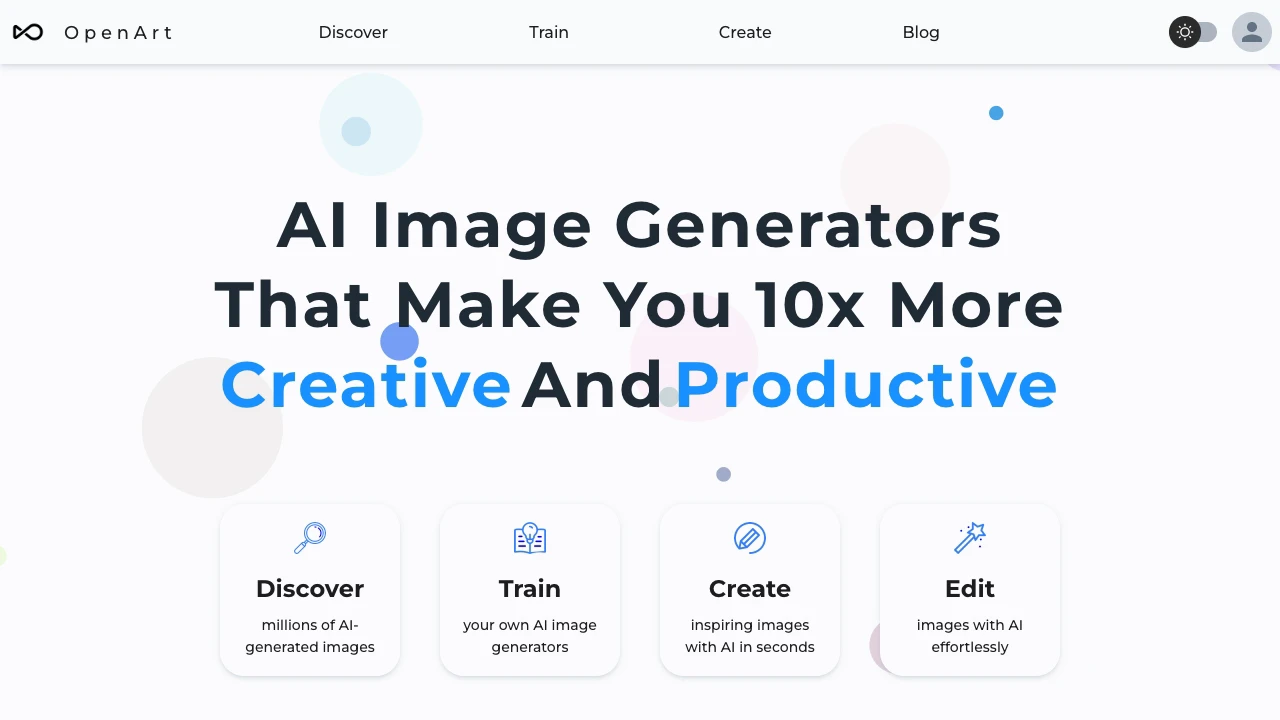 OpenArt
Discover
Train
Create
Blog
AI Image Generators
That Make You 10x More
Creative And Productive
Discover
millions of AI-
generated images
Train
your own AI image
generators
Create
inspiring images
with AI in seconds
Edit
images with AI
effortlessly